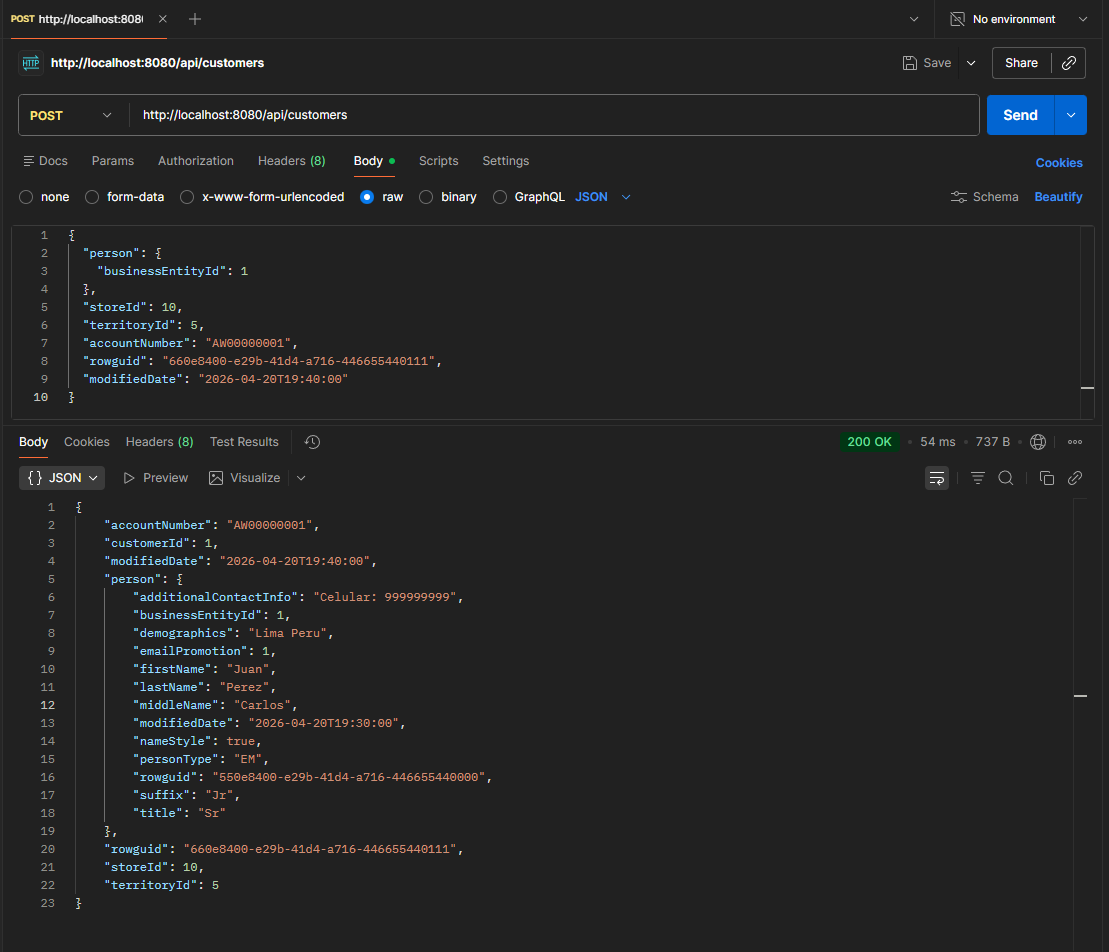 POST http://localhost:808
No environment
HTTP http://localhost:8080/api/customers
Save Share
POST http://localhost:8080/api/customers
Send
Docs Params Authorization Headers (8) Body Scripts Settings
Cookies
none form-data x-www-form-urlencoded raw binary GraphQL JSON
Schema Beautify
1 {
2 "person": {
3 "businessEntityId": 1
4 },
5 "storeId": 10,
6 "territoryId": 5,
7 "accountNumber": "AW00000001",
8 "rowguid": "660e8400-e29b-41d4-a716-446655440111",
9 "modifiedDate": "2026-04-20T19:40:00"
10 }
Body Cookies Headers (8) Test Results
200 OK • 54 ms • 737 B
{} JSON Preview Visualize
1 {
2 "accountNumber": "AW00000001",
3 "customerId": 1,
4 "modifiedDate": "2026-04-20T19:40:00",
5 "person": {
6 "additionalContactInfo": "Celular: 999999999",
7 "businessEntityId": 1,
8 "demographics": "Lima Peru",
9 "emailPromotion": 1,
10 "firstName": "Juan",
11 "lastName": "Perez",
12 "middleName": "Carlos",
13 "modifiedDate": "2026-04-20T19:30:00",
14 "nameStyle": true,
15 "personType": "EM",
16 "rowguid": "550e8400-e29b-41d4-a716-446655440000",
17 "suffix": "Jr",
18 "title": "Sr"
19 },
20 "rowguid": "660e8400-e29b-41d4-a716-446655440111",
21 "storeId": 10,
22 "territoryId": 5
23 }